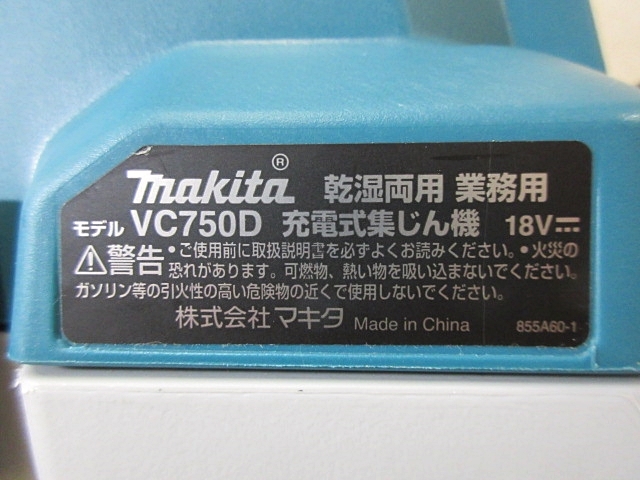 makita® 乾湿両用 業務用
モデル VC750D 充電式集じん機 18V⎓
⚠警告 • ご使用前に取扱説明書を必ずよくお読みください。• 火災の
恐れがあります。可燃物、熱い物を吸い込まないでください。
ガソリン等の引火性の高い危険物の近くで使用しないでください。
株式会社 マキタ Made in China 855A60-1